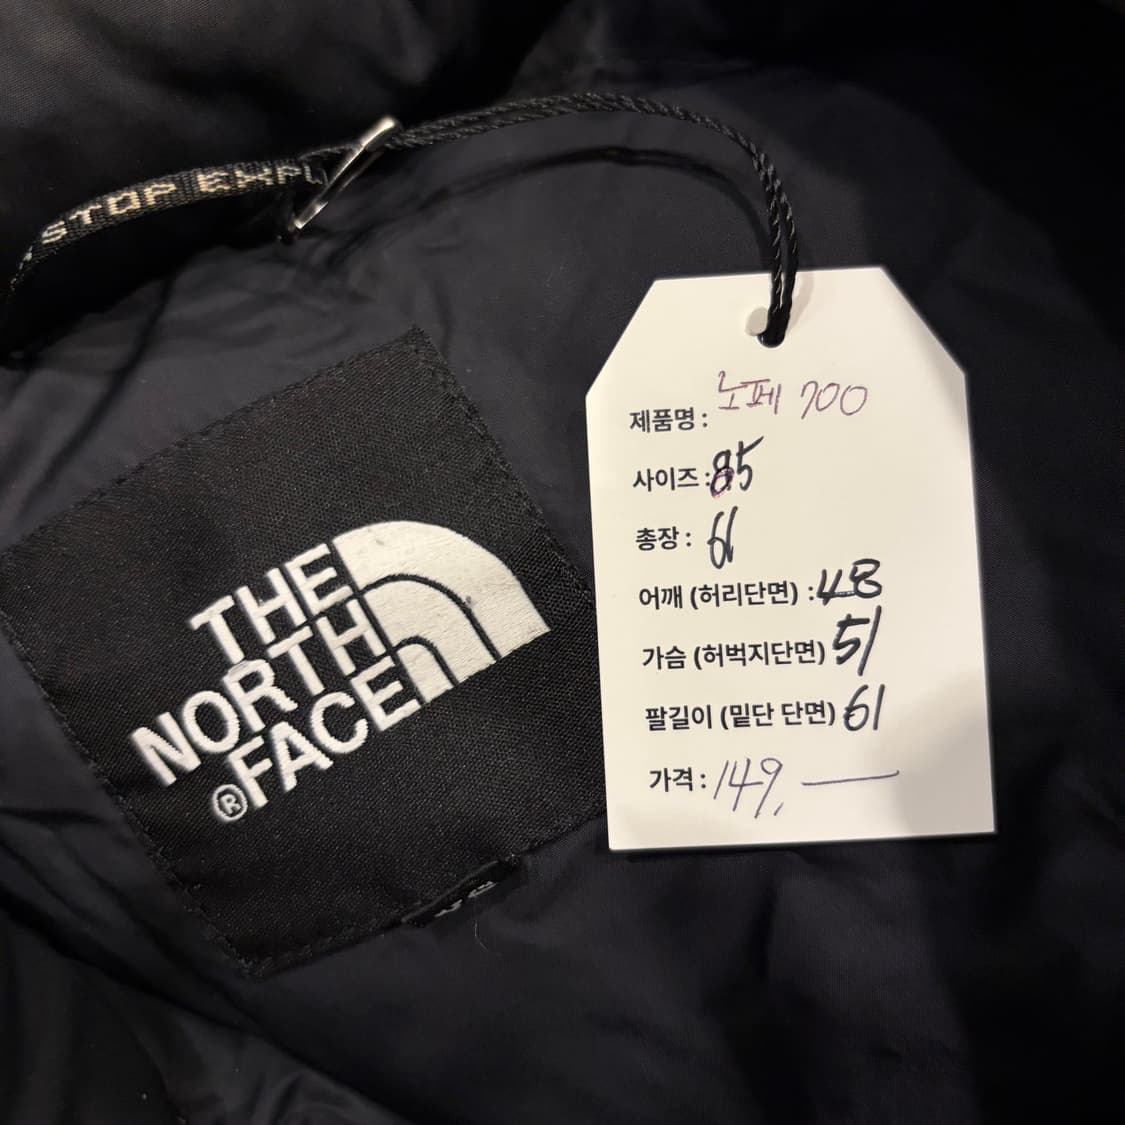 STOP EXPL
THE
NORTH
FACE
®
제품명 : 노페 700
사이즈 : 85
총장 : 61
어깨 (허리단면) : 48
가슴 (허벅지단면) 51
팔길이 (밑단 단면) 61
가격 : 149,—